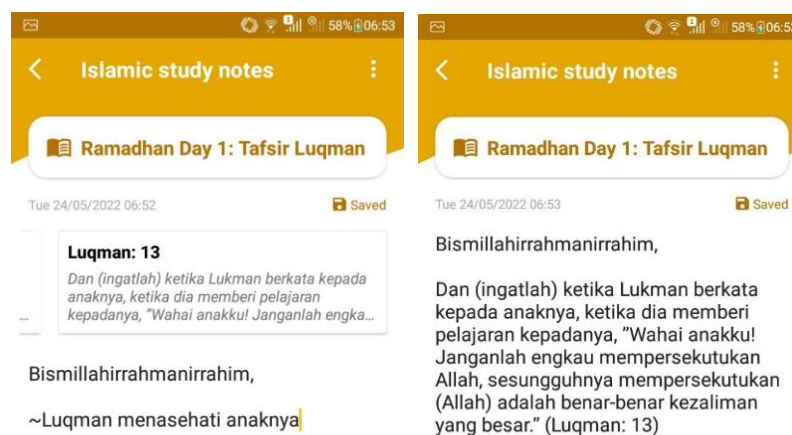 58% 06:53
Islamic study notes
Ramadhan Day 1: Tafsir Luqman
Tue 24/05/2022 06:52
Saved
Luqman: 13
Dan (ingatlah) ketika Lukman berkata kepada
anaknya, ketika dia memberi pelajaran
kepadanya, "Wahai anakku! Janganlah engka...
...
Bismillahirrahmanirrahim,
~Luqman menasehati anaknya
58% 06:53
Islamic study notes
Ramadhan Day 1: Tafsir Luqman
Tue 24/05/2022 06:53
Saved
Bismillahirrahmanirrahim,
Dan (ingatlah) ketika Lukman berkata
kepada anaknya, ketika dia memberi
pelajaran kepadanya, "Wahai anakku!
Janganlah engkau mempersekutukan
Allah, sesungguhnya mempersekutukan
(Allah) adalah benar-benar kezaliman
yang besar." (Luqman: 13)